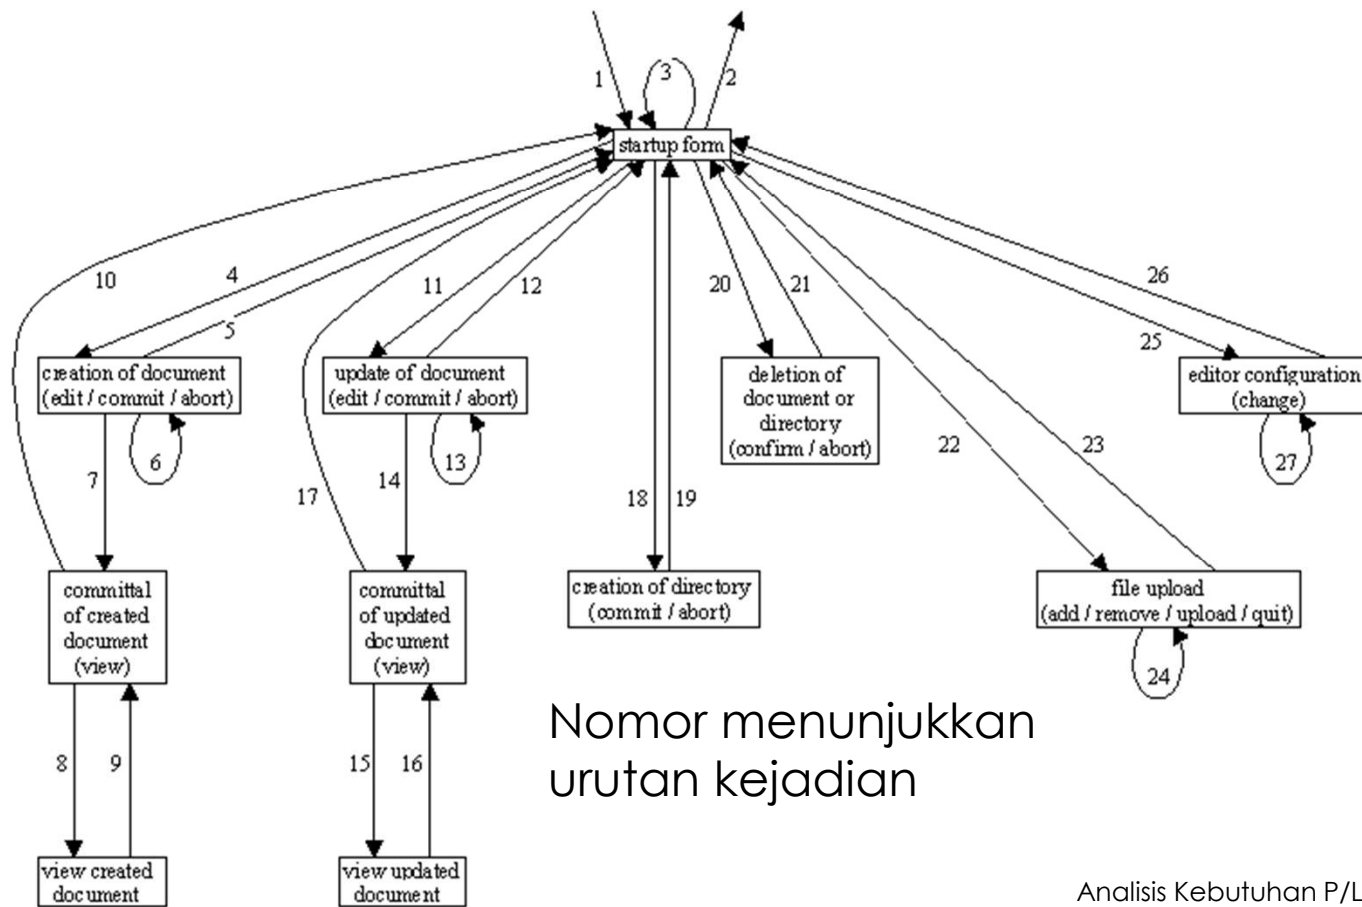 1
3
2
startup form
10
4
5
11
12
20
21
26
25
creation of document
(edit / commit / abort)
update of document
(edit / commit / abort)
deletion of
document or
directory
(confirm / abort)
editor configuration
(change)
7
6
17
14
13
18
19
22
23
27
committal
of created
document
(view)
committal
of updated
document
(view)
creation of directory
(commit / abort)
file upload
(add / remove / upload / quit)
24
8
9
15
16
Nomor menunjukkan
urutan kejadian
view created
document
view updated
document
Analisis Kebutuhan P/L